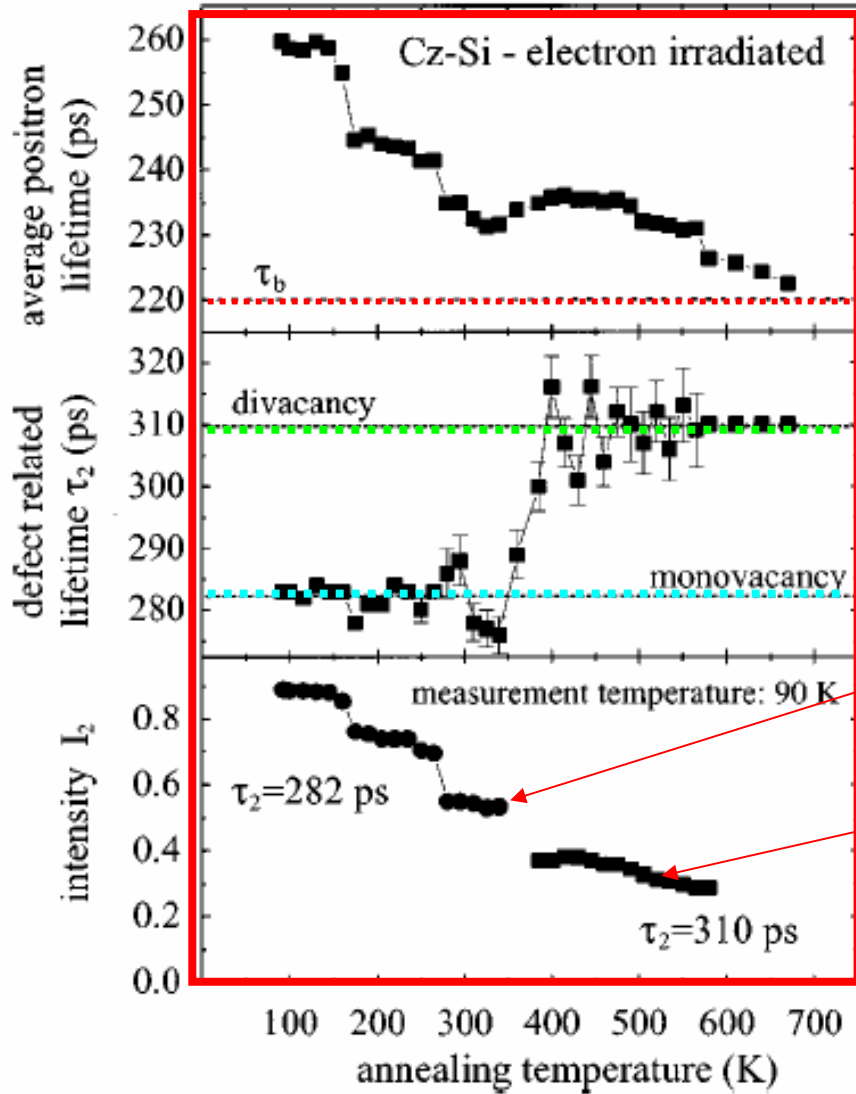 Cz-Si - electron irradiated
average positron
lifetime (ps)
260
250
240
230
220
τb
defect related
lifetime τ2 (ps)
320
310
300
290
280
divacancy
monovacancy
intensity I2
0.8
0.6
0.4
0.2
0.0
measurement temperature: 90 K
τ2=282 ps
τ2=310 ps
100 200 300 400 500 600 700
annealing temperature (K)